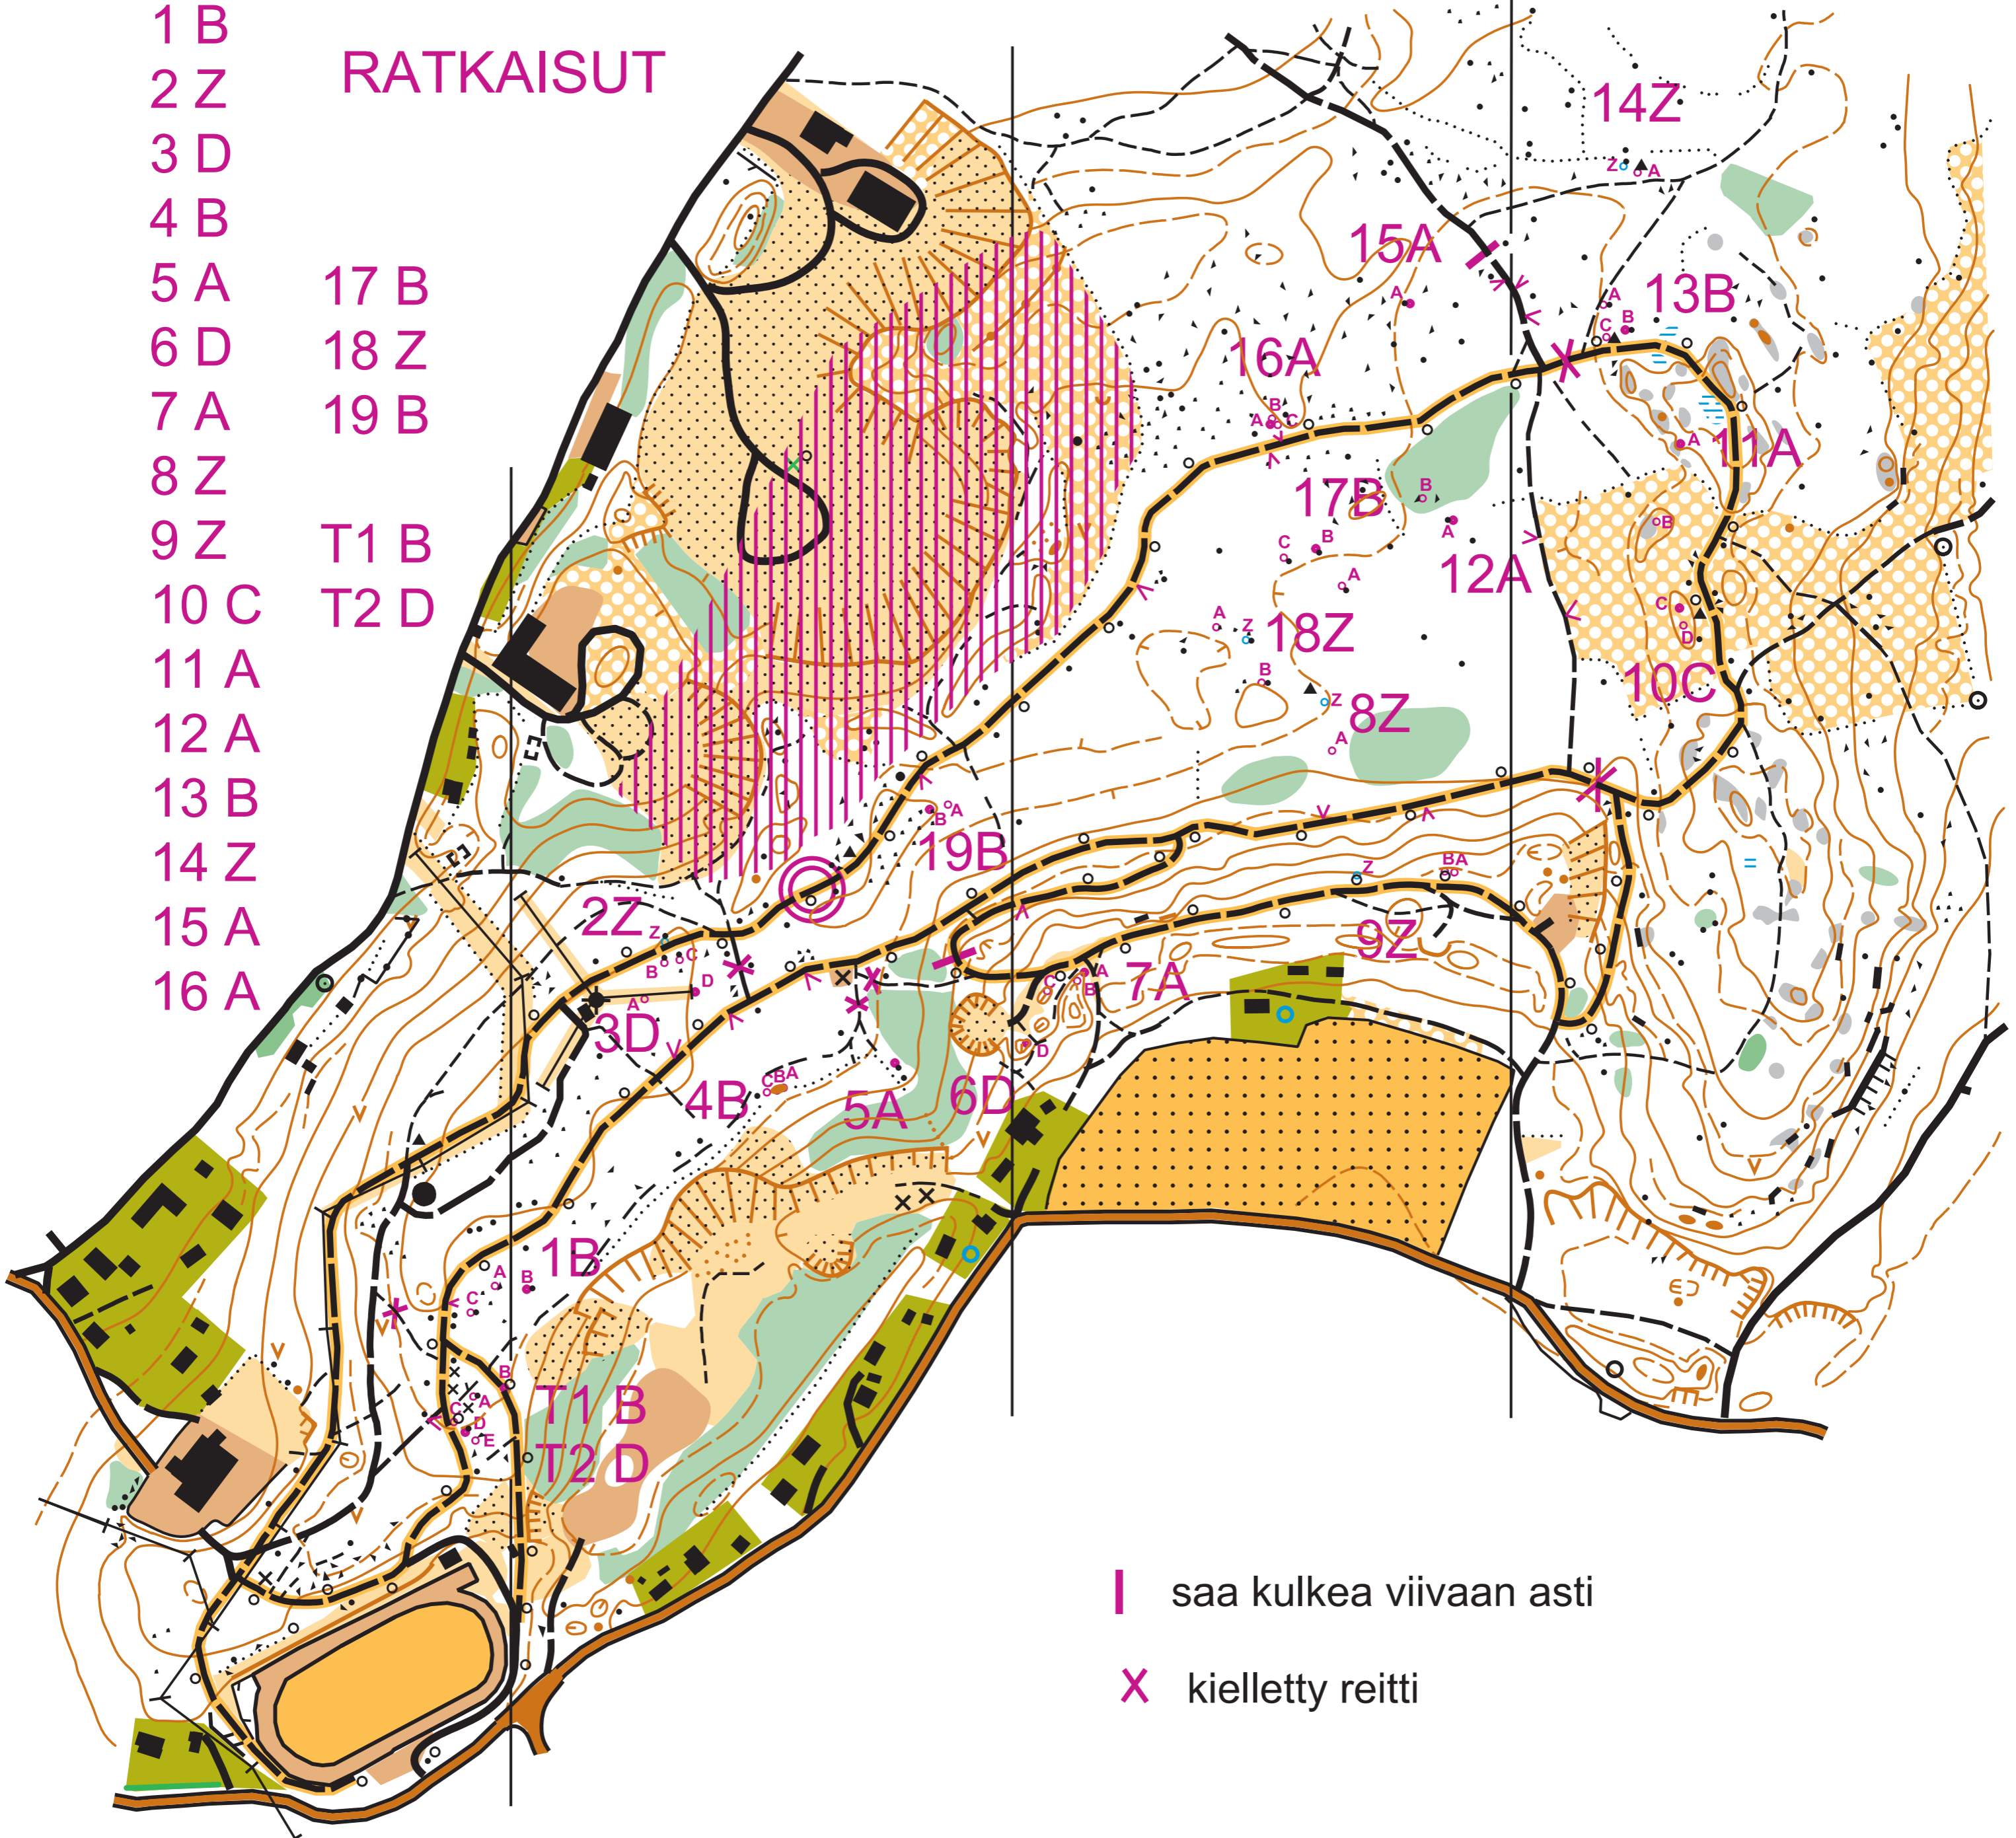 RATKAISUT
1 B
2 Z
3 D
4 B
5 A
6 D
7 A
8 Z
9 Z
10 C
11 A
12 A
13 B
14 Z
15 A
16 A
17 B
18 Z
19 B
T1 B
T2 D
14Z
Z A
15A
A
13B
A
B
C
16A
B
A C
11A
A
17B
B
A
12A
B
C
B
A
C
D
10C
A
Z
18Z
B
Z
8Z
A
A
B
19B
Z
BA
9Z
2Z
Z
C
B
D
A
3D
A
C
B
7A
D
6D
CBA
4B
5A
1B
A
B
C
B
A
C
D
E
T1 B
T2 D
saa kulkea viivaan asti
X kielletty reitti